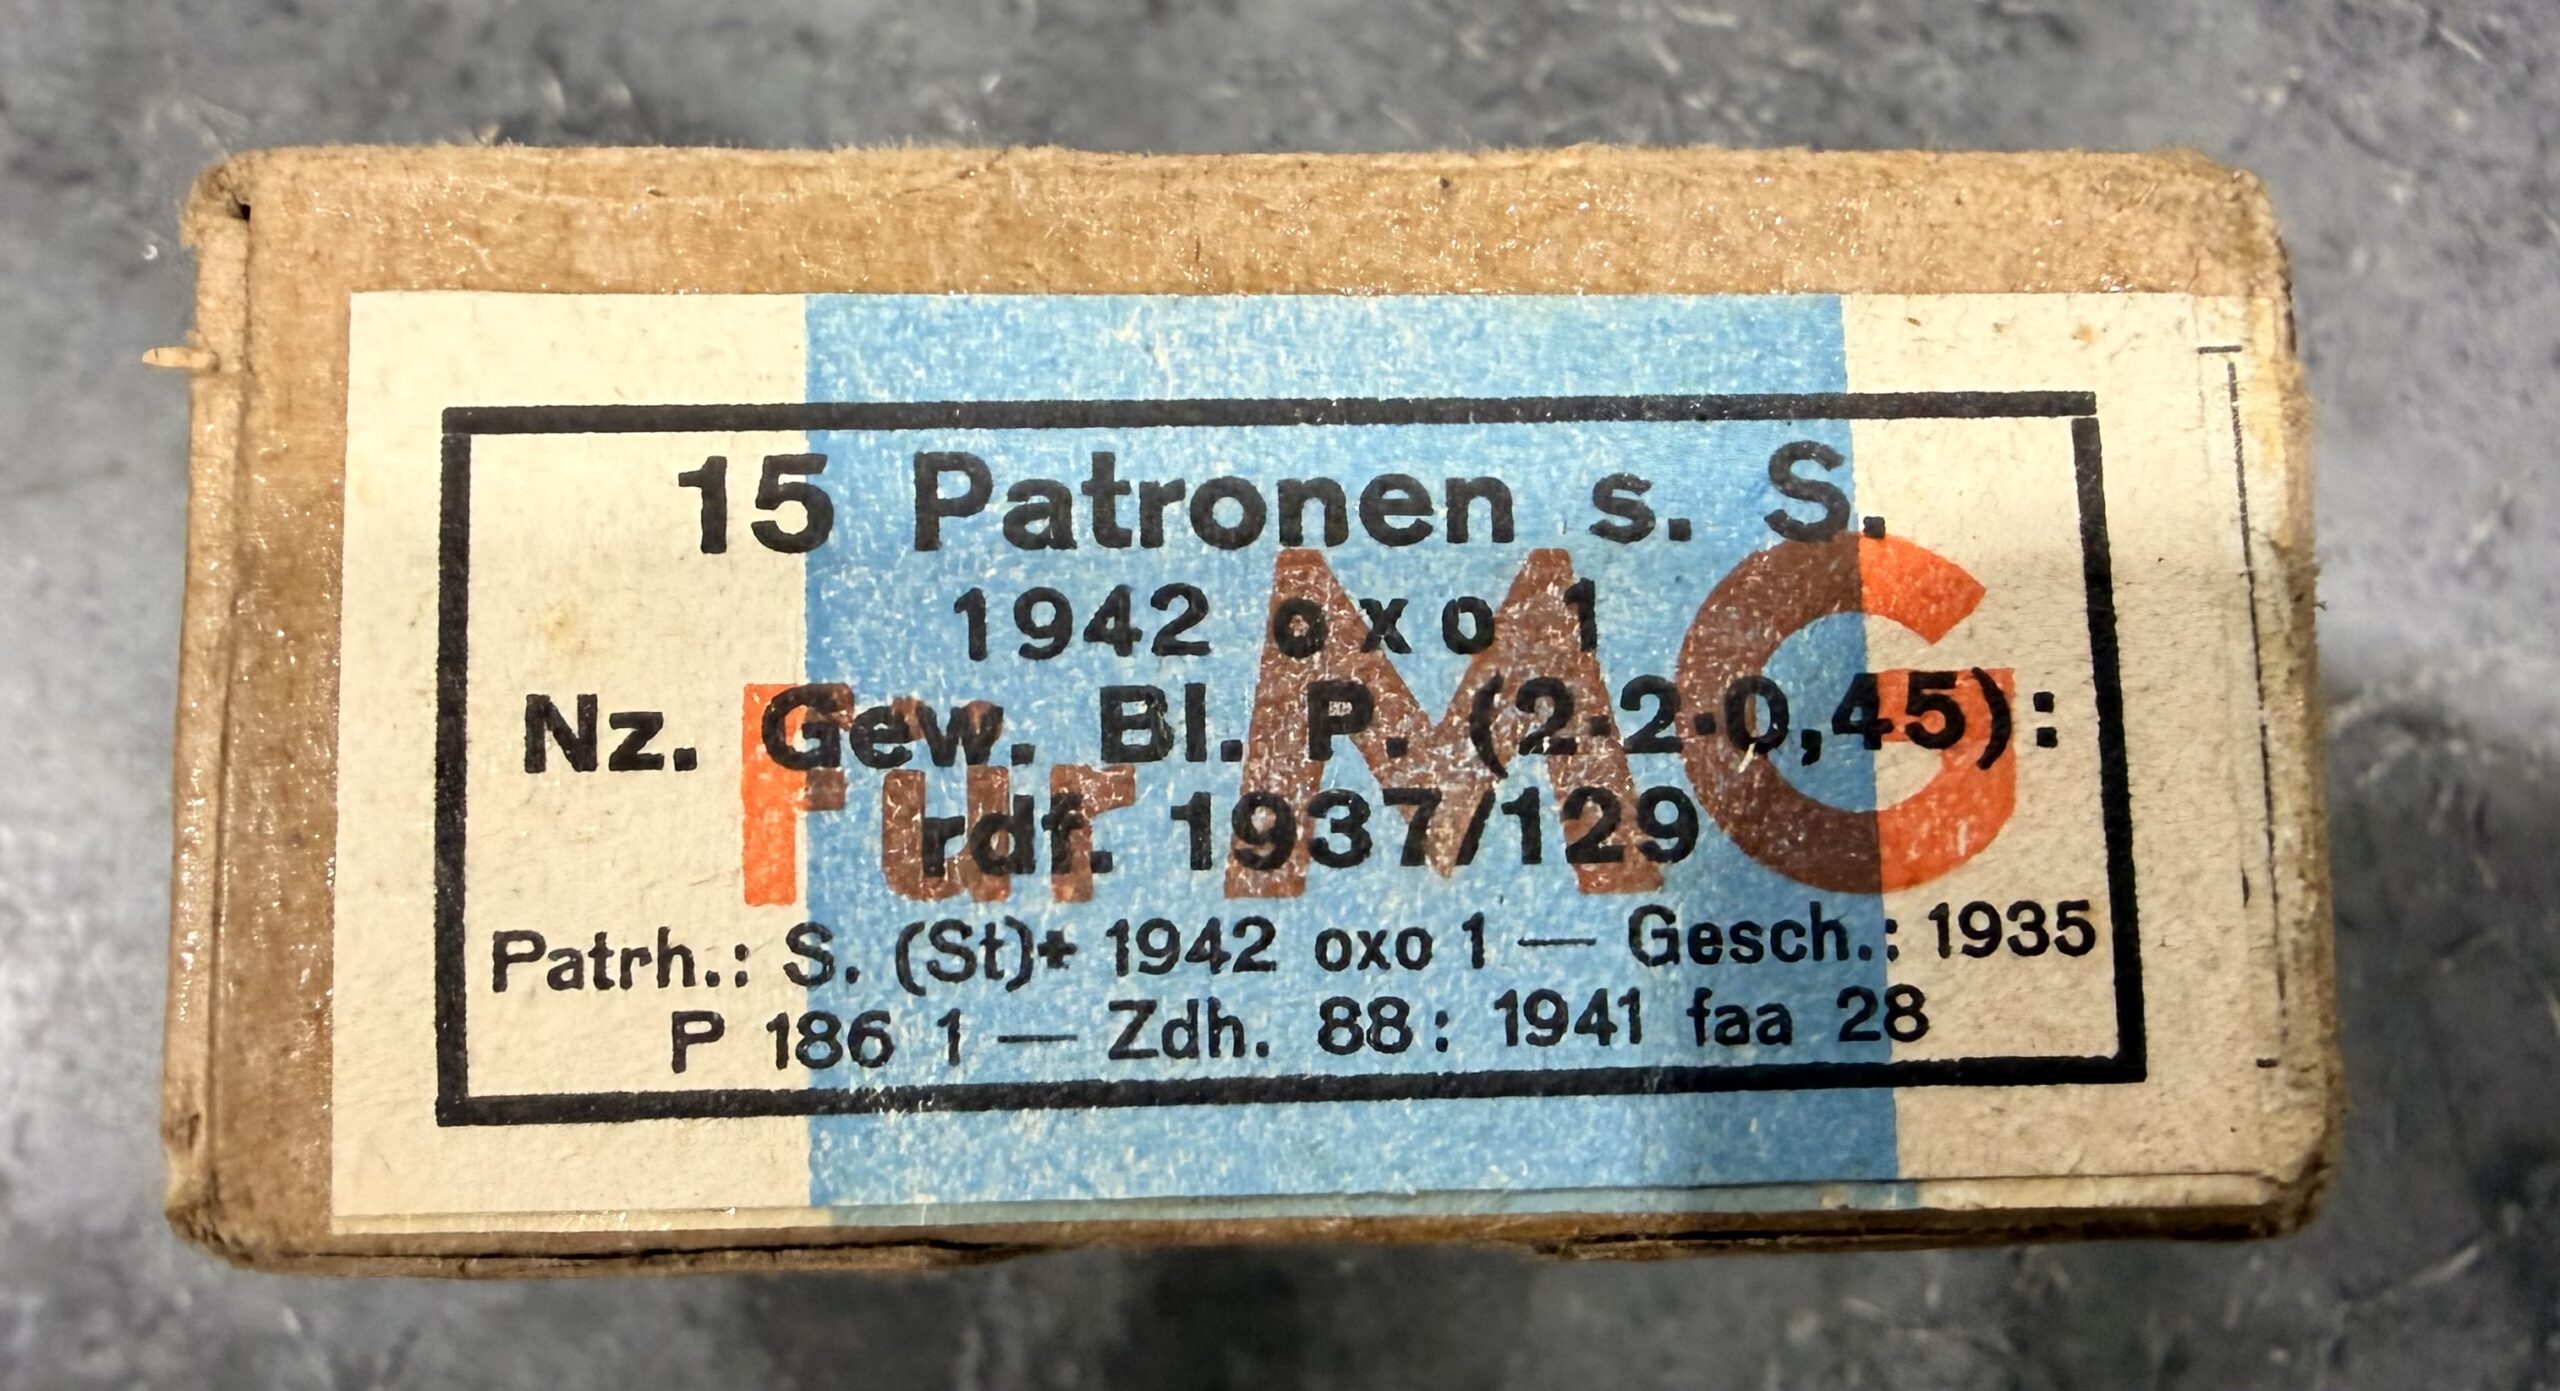 15 Patronen s. S.
1942 oxo 1
Nz. Gew. Bl. P. (2·2·0,45):
rdf. 1937/129
Für MG
Patrh.: S. (St)+ 1942 oxo 1 — Gesch.: 1935
P 186 1 — Zdh. 88: 1941 faa 28